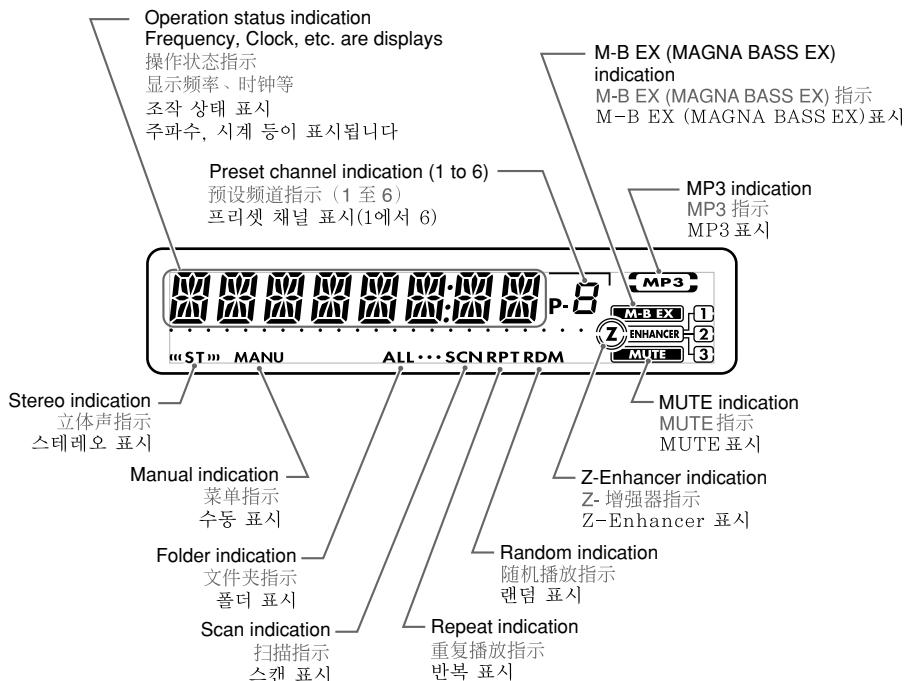 Operation status indication
Frequency, Clock, etc. are displays
操作状态指示
显示频率、时钟等
조작 상태 표시
주파수, 시계 등이 표시됩니다
M-B EX (MAGNA BASS EX)
indication
M-B EX (MAGNA BASS EX) 指示
M-B EX (MAGNA BASS EX)표시
Preset channel indication (1 to 6)
预设频道指示（1 至 6）
프리셋 채널 표시(1에서 6)
MP3 indication
MP3 指示
MP3 표시
MP3
P-8
M-B EX
1
Z ENHANCER 2
MUTE 3
ST MANU ALL ··· SCN RPT RDM
Stereo indication
立体声指示
스테레오 표시
MUTE indication
MUTE 指示
MUTE 표시
Manual indication
菜单指示
수동 표시
Z-Enhancer indication
Z- 增强器指示
Z-Enhancer 표시
Folder indication
文件夹指示
폴더 표시
Random indication
随机播放指示
랜덤 표시
Scan indication
扫描指示
스캔 표시
Repeat indication
重复播放指示
반복 표시